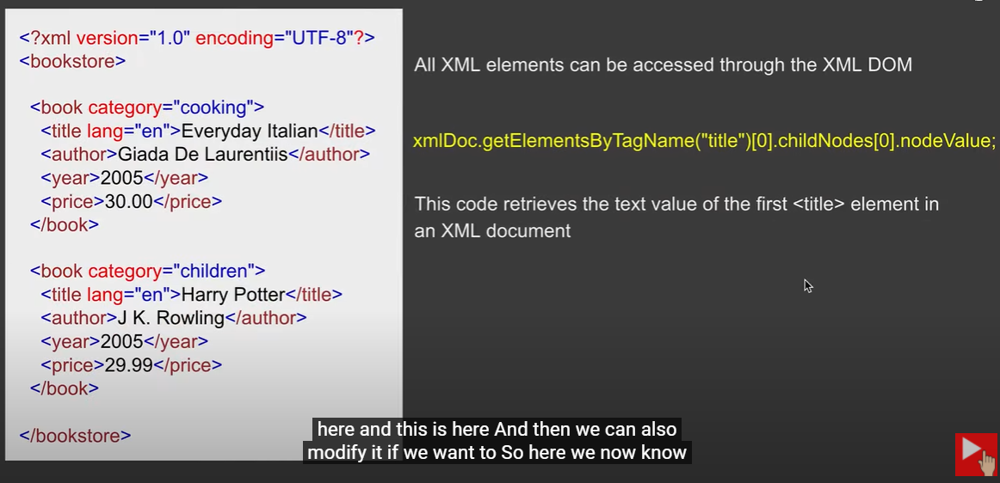 <?xml version="1.0" encoding="UTF-8"?>
<bookstore>
<book category="cooking">
<title lang="en">Everyday Italian</title>
<author>Giada De Laurentiis</author>
<year>2005</year>
<price>30.00</price>
</book>
<book category="children">
<title lang="en">Harry Potter</title>
<author>J K. Rowling</author>
<year>2005</year>
<price>29.99</price>
</book>
</bookstore>
All XML elements can be accessed through the XML DOM
xmlDoc.getElementsByTagName("title")[0].childNodes[0].nodeValue;
This code retrieves the text value of the first <title> element in
an XML document
here and this is here And then we can also
modify it if we want to So here we now know